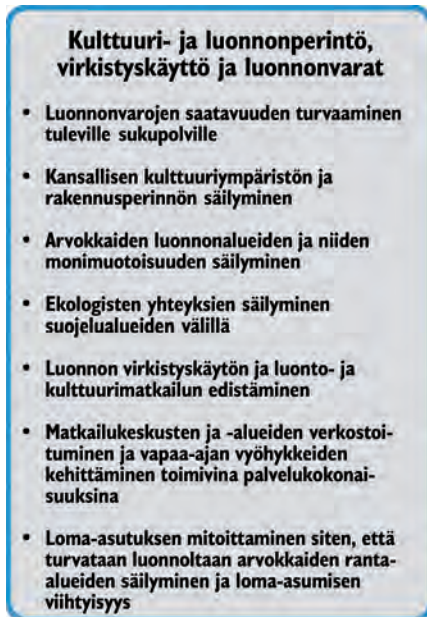 Kulttuuri- ja luonnonperintö,
virkistyskäyttö ja luonnonvarat
• Luonnonvarojen saatavuuden turvaaminen
tuleville sukupolville
• Kansallisen kulttuuriympäristön ja
rakennusperinnön säilyminen
• Arvokkaiden luonnonalueiden ja niiden
monimuotoisuuden säilyminen
• Ekologisten yhteyksien säilyminen
suojelualueiden välillä
• Luonnon virkistyskäytön ja luonto- ja
kulttuurimatkailun edistäminen
• Matkailukeskusten ja -alueiden verkostoi-
tuminen ja vapaa-ajan vyöhykkeiden
kehittäminen toimivina palvelukokonai-
suuksina
• Loma-asutuksen mitoittaminen siten, että
turvataan luonnoltaan arvokkaiden ranta-
alueiden säilyminen ja loma-asumisen
viihtyisyys